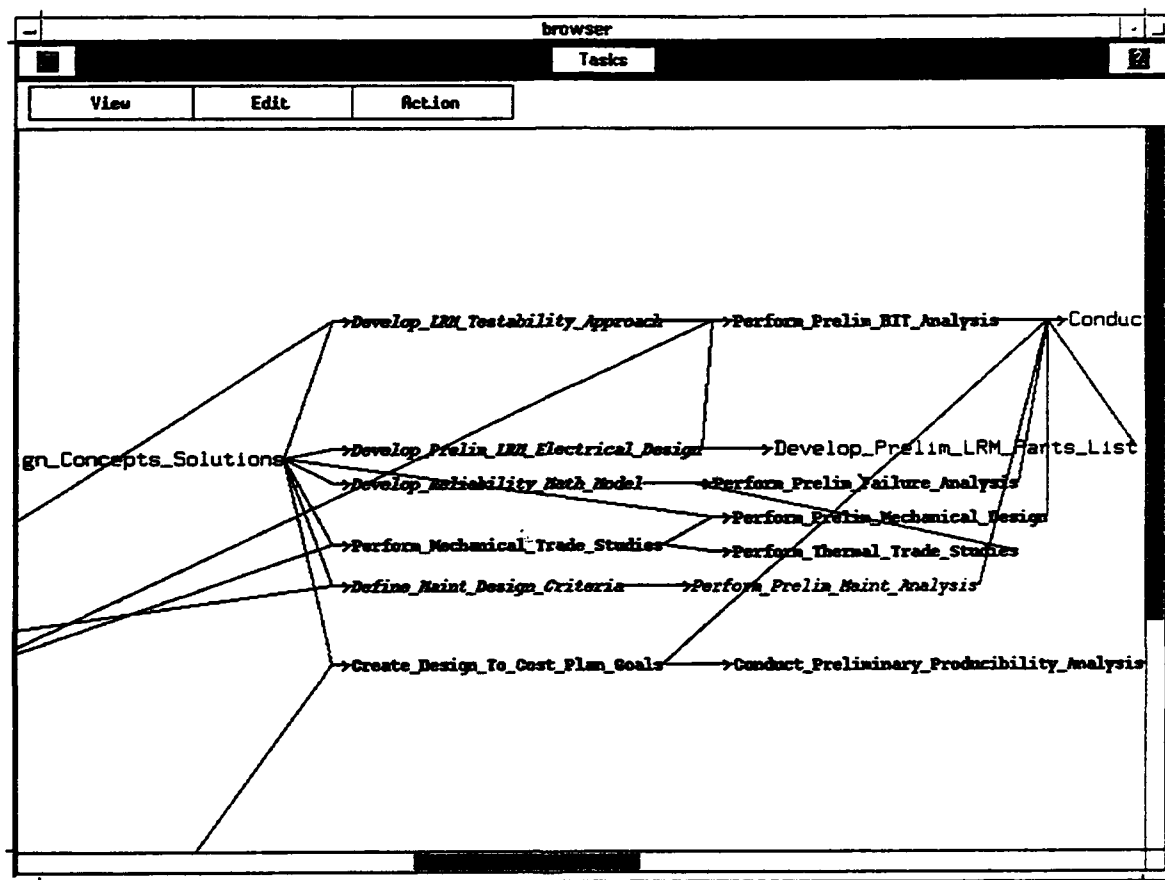 browser
Tasks
?
View Edit Action
Develop_LRM_Testability_Approach Perform_Prelim_BIT_Analysis Conduc
gn_Concepts_Solutions Develop_Prelim_LRM_Electrical_Design Develop_Prelim_LRM_Parts_List
Develop_Reliability_Math_Model Perform_Prelim_Failure_Analysis
Perform_Prelim_Mechanical_Design
Perform_Mechanical_Trade_Studies Perform_Thermal_Trade_Studies
Define_Maint_Design_Criteria Perform_Prelim_Maint_Analysis
Create_Design_To_Cost_Plan_Goals Conduct_Preliminary_Producibility_Analysis